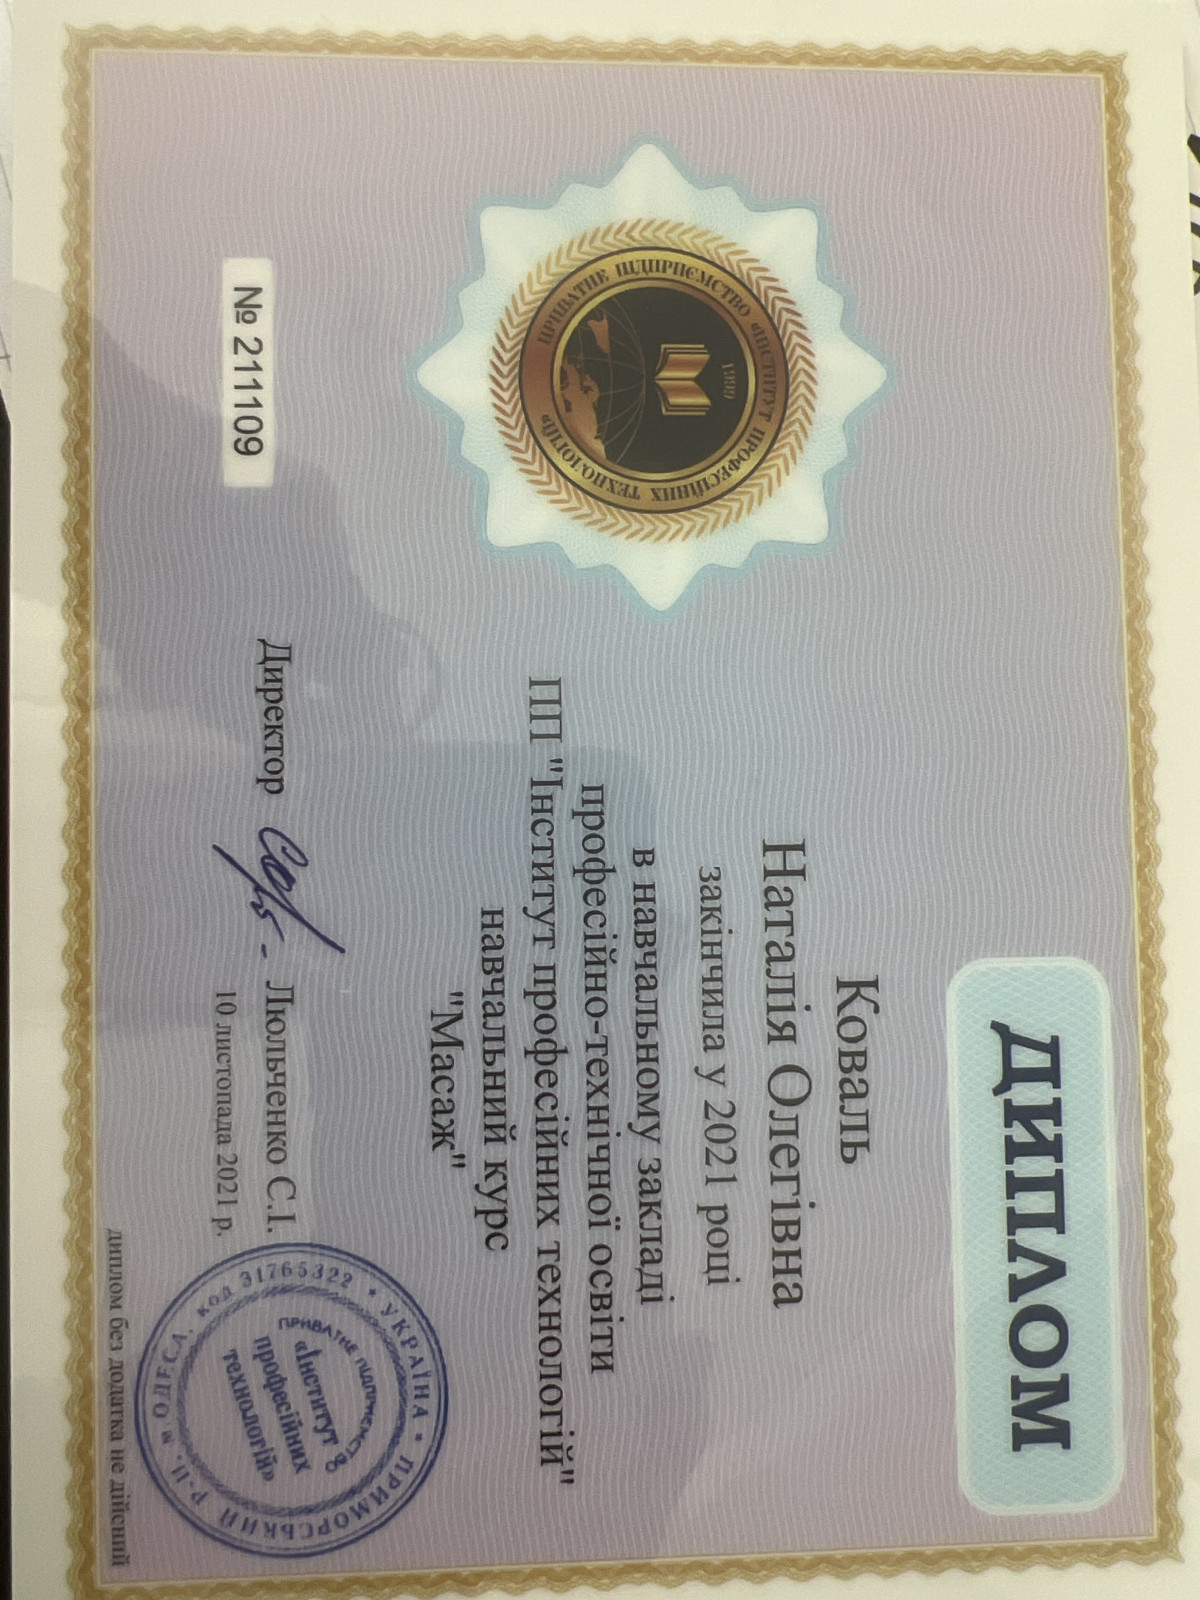 ДИПЛОМ
Коваль
Наталія Олегівна
закінчила у 2021 році
в навчальному закладі
професійно-технічної освіти
ПП "Інститут професійних технологій"
навчальний курс
"Масаж"
ПРИВАТНЕ ПІДПРИЄМСТВО «ІНСТИТУТ ПРОФЕСІЙНИХ ТЕХНОЛОГІЙ»
1999
№ 211109
Директор Люльченко С.І.
10 листопада 2021 р.
УКРАЇНА * ПРИМОРСЬКИЙ Р-Н. м ОДЕСА, код 31765322 *
ПРИВАТНЕ ПІДПРИЄМСТВО
«Інститут
професійних
технологій»
диплом без додатка не дійсний